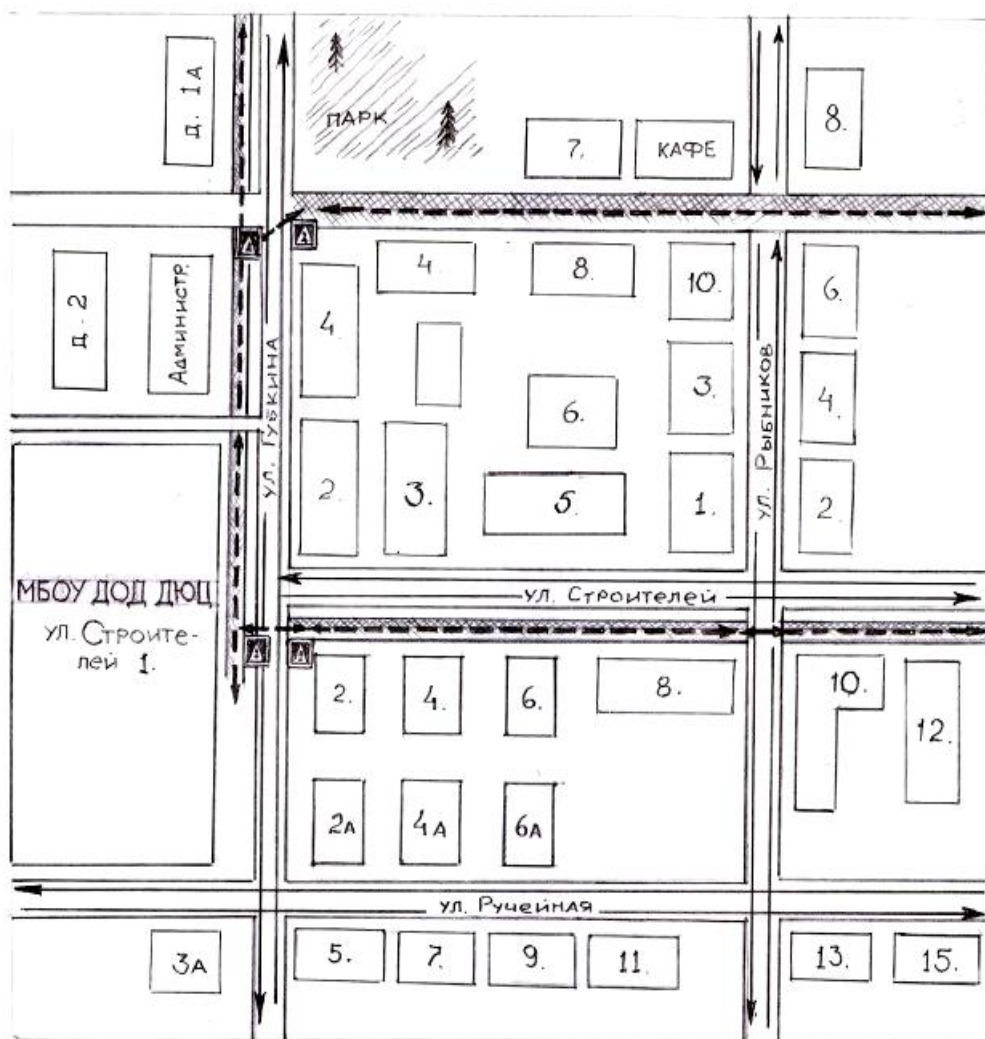 д. 1А
ПАРК
7.
КАФЕ
8.
д. 2
Администр.
4
4
8.
10.
6.
ул. Губкина
6.
3.
ул. Рыбников
4.
2.
3.
5.
1.
2.
МБОУ ДОД ДЮЦ
ул. Строите-
лей 1.
ул. Строителей
2.
4.
6.
8.
10.
12.
2А
4А
6А
ул. Ручейная
3А
5.
7.
9.
11.
13.
15.